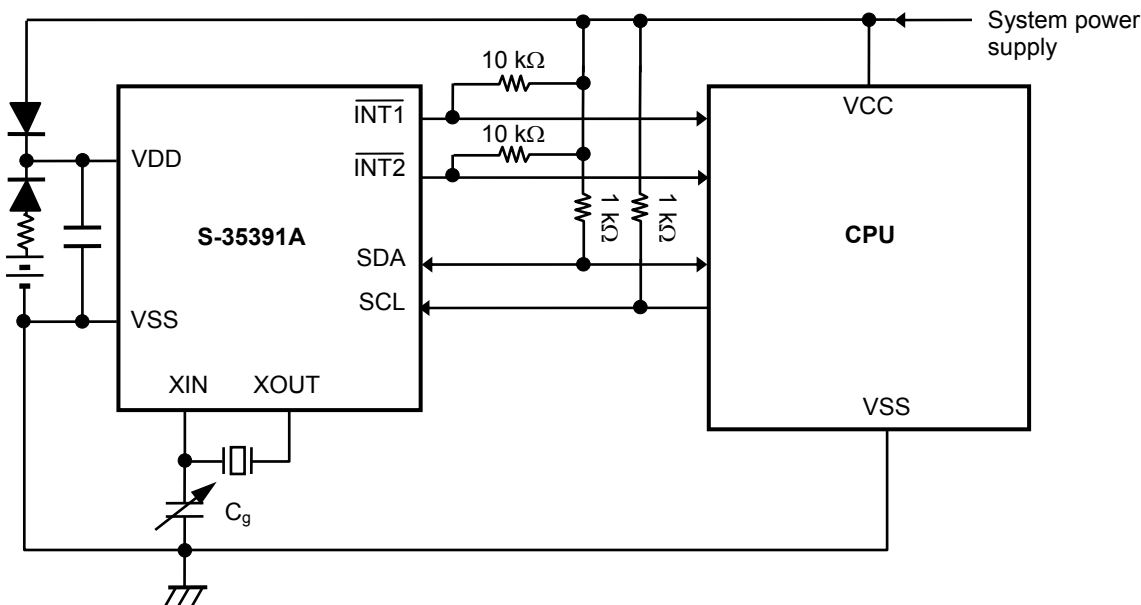 System power
supply
10 kΩ
INT1
VCC
10 kΩ
VDD
INT2
1 kΩ
1 kΩ
S-35391A
CPU
SDA
SCL
VSS
XIN
XOUT
VSS
Cg